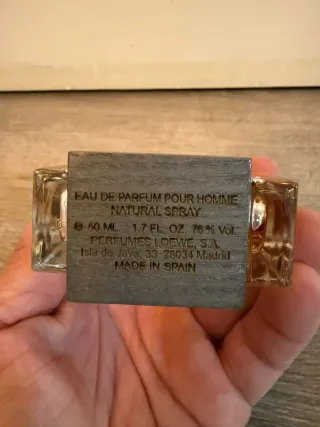 EAU DE PARFUM POUR HOMME
NATURAL SPRAY
℮ 50 ML 1.7 FL. OZ. 76% Vol.
PERFUMES LOEWE, S.A.
Isla de Java, 33-28034 Madrid
MADE IN SPAIN